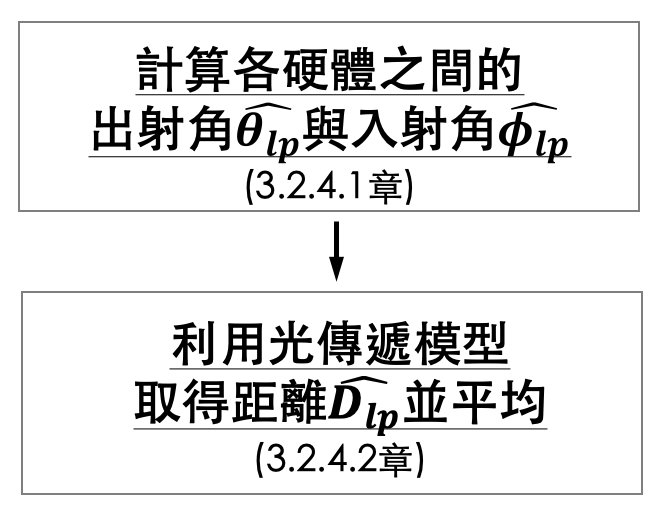 計算各硬體之間的
出射角$\widehat{\theta_{lp}}$與入射角$\widehat{\phi_{lp}}$
(3.2.4.1章)
利用光傳遞模型
取得距離$\widehat{D_{lp}}$並平均
(3.2.4.2章)